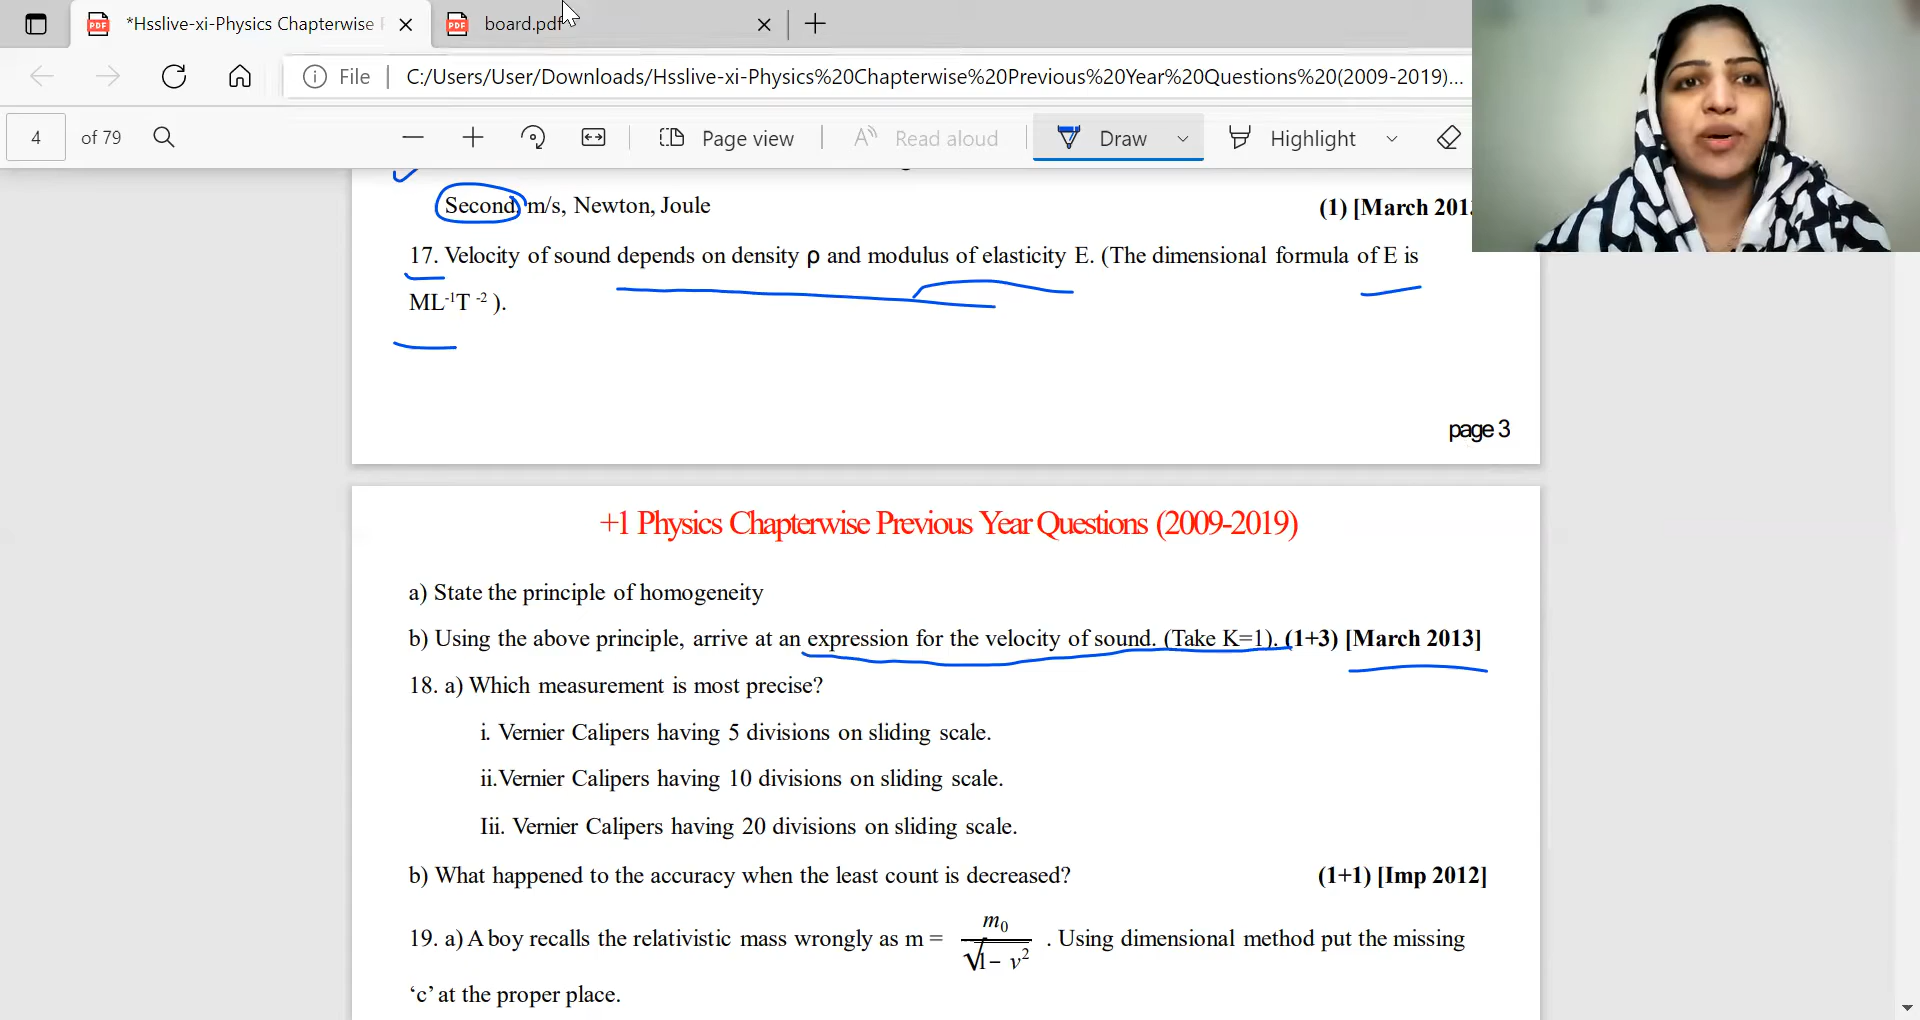 *Hsslive-xi-Physics Chapterwise
board.pdf
File
C:/Users/User/Downloads/Hsslive-xi-Physics%20Chapterwise%20Previous%20Year%20Questions%20(2009-2019)...
4 of 79
Page view
Read aloud
Draw
Highlight
Second, m/s, Newton, Joule
(1) [March 201
17. Velocity of sound depends on density ρ and modulus of elasticity E. (The dimensional formula of E is
ML⁻¹T ⁻² ).
page 3
+1 Physics Chapterwise Previous Year Questions (2009-2019)
a) State the principle of homogeneity
b) Using the above principle, arrive at an expression for the velocity of sound. (Take K=1). (1+3) [March 2013]
18. a) Which measurement is most precise?
i. Vernier Calipers having 5 divisions on sliding scale.
ii.Vernier Calipers having 10 divisions on sliding scale.
Iii. Vernier Calipers having 20 divisions on sliding scale.
b) What happened to the accuracy when the least count is decreased? (1+1) [Imp 2012]
19. a) A boy recalls the relativistic mass wrongly as m = m₀ / √1 − v² . Using dimensional method put the missing
‘c’ at the proper place.